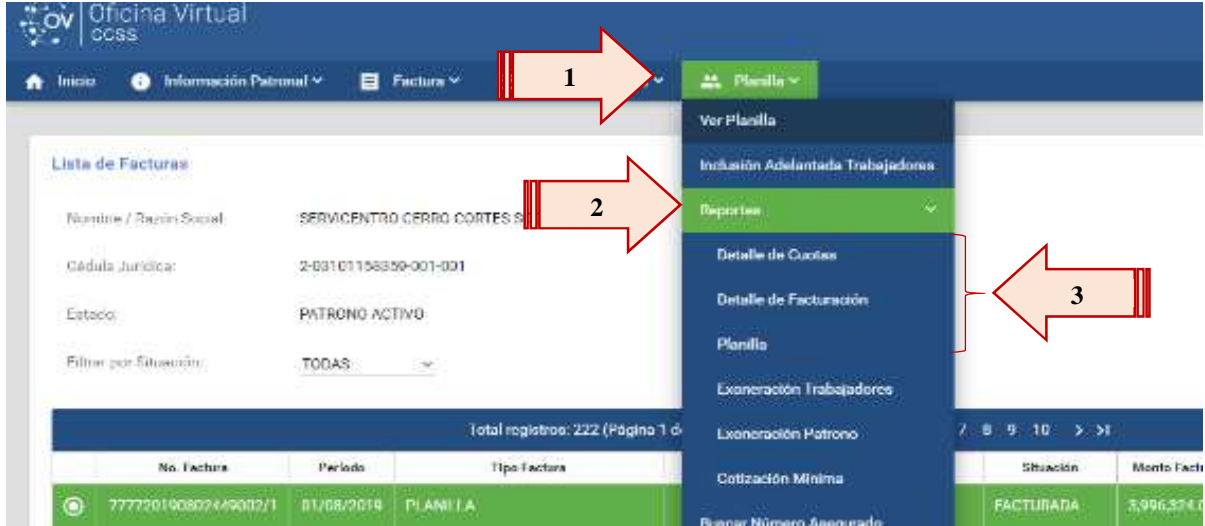 OV Oficina Virtual
ccss
Inicio Información Patronal Factura Planilla
1
Ver Planilla
Lista de Facturas
Inclusión Adelantada Trabajadores
2
Nombre / Razón Social: SERVICENTRO CERRO CORTES S
Reportes
Detalle de Cuotas
Cédula Jurídica: 2-03101158359-001-001
3
Detalle de Facturación
Estado: PATRONO ACTIVO
Planilla
Filtrar por Situación: TODAS
Exoneración Trabajadores
Total registros: 222 (Página 1 d
Exoneración Patrono
7 8 9 10 > >|
No. Factura Periodo Tipo Factura Situación Monto Factu
Cotización Mínima
777720190802449002/1 01/08/2019 PLANILLA FACTURADA 3,996,324.0
Buscar Número Asegurado